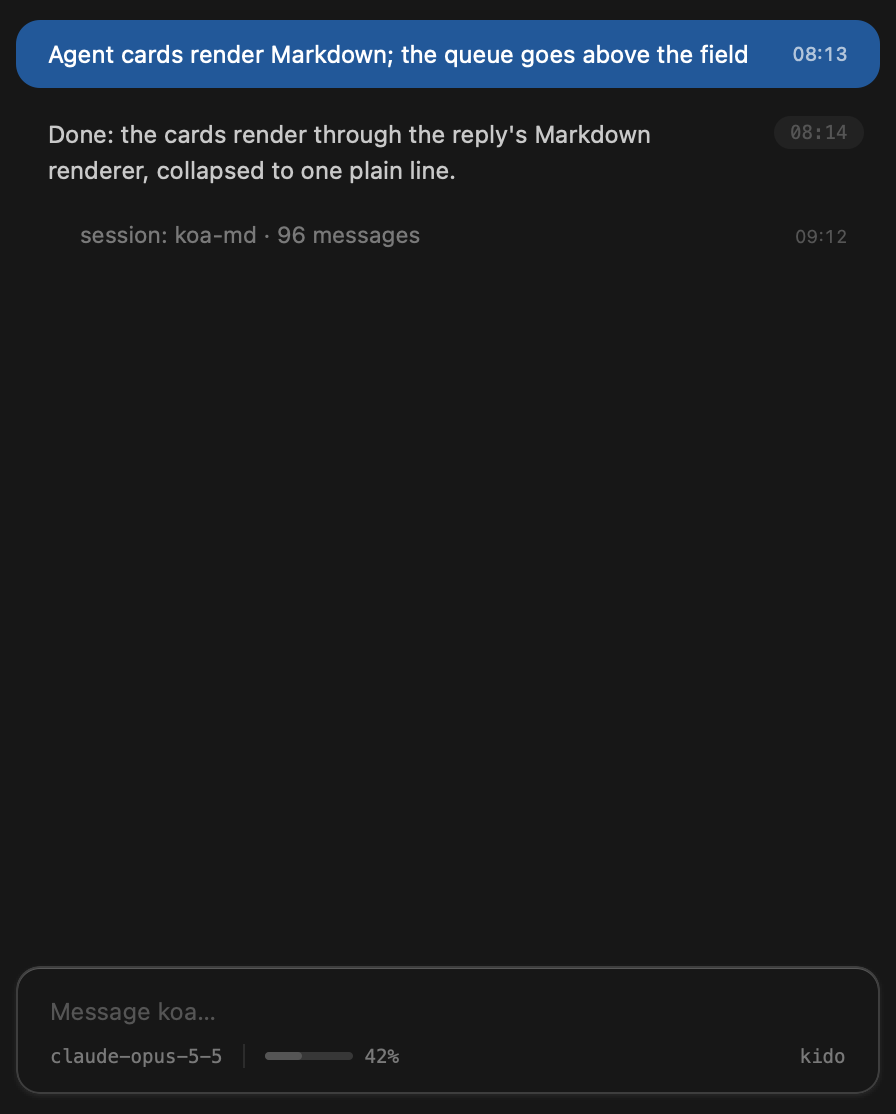 Agent cards render Markdown; the queue goes above the field 08:13
Done: the cards render through the reply's Markdown 08:14
renderer, collapsed to one plain line.
session: koa-md · 96 messages 09:12
Message koa...
claude-opus-5-5 42% kido